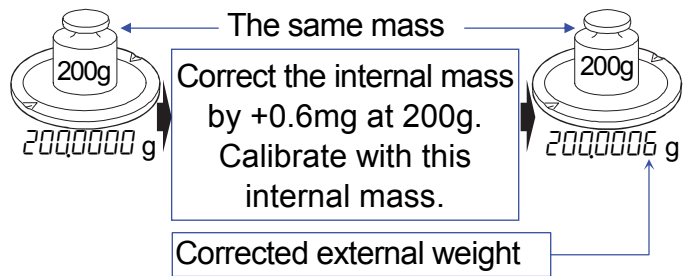 The same mass
200g
200g
Correct the internal mass
by +0.6mg at 200g.
Calibrate with this
internal mass.
200.0000 g
200.0006 g
Corrected external weight